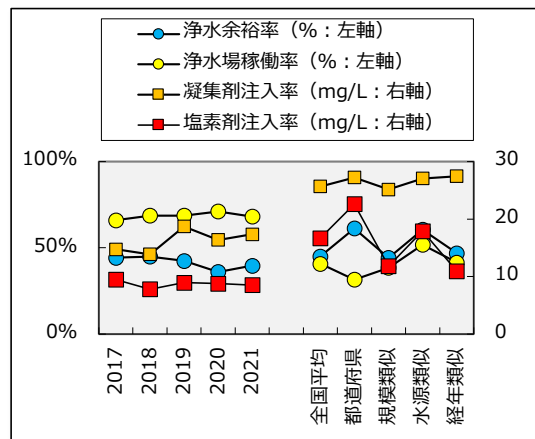 浄水余裕率（%：左軸）
浄水場稼働率（%：左軸）
凝集剤注入率（mg/L：右軸）
塩素剤注入率（mg/L：右軸）
100%
50%
0%
30
20
10
0
2017
2018
2019
2020
2021
全国平均
都道府県
規模類似
水源類似
経年類似